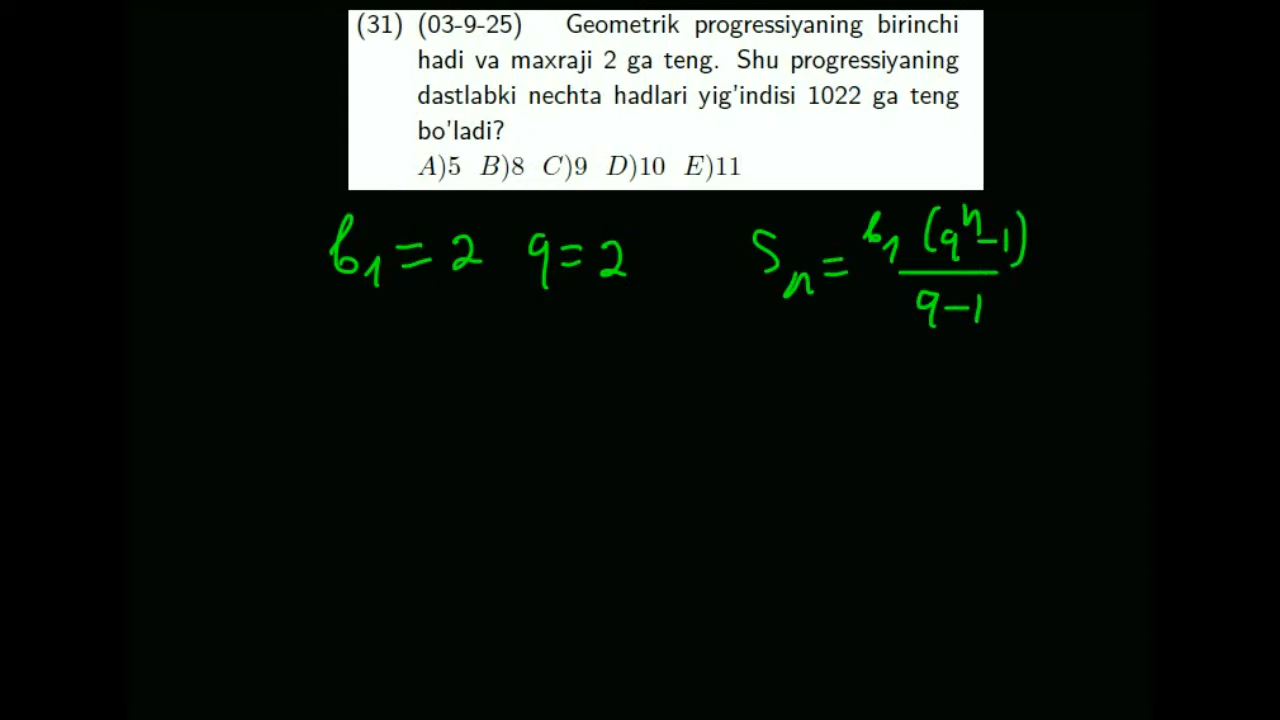 (31) (03-9-25) Geometrik progressiyaning birinchi
hadi va maxraji 2 ga teng. Shu progressiyaning
dastlabki nechta hadlari yig'indisi 1022 ga teng
bo'ladi?
A)5 B)8 C)9 D)10 E)11
b₁ = 2 q = 2 Sₙ = b₁ (qⁿ-1) / q-1